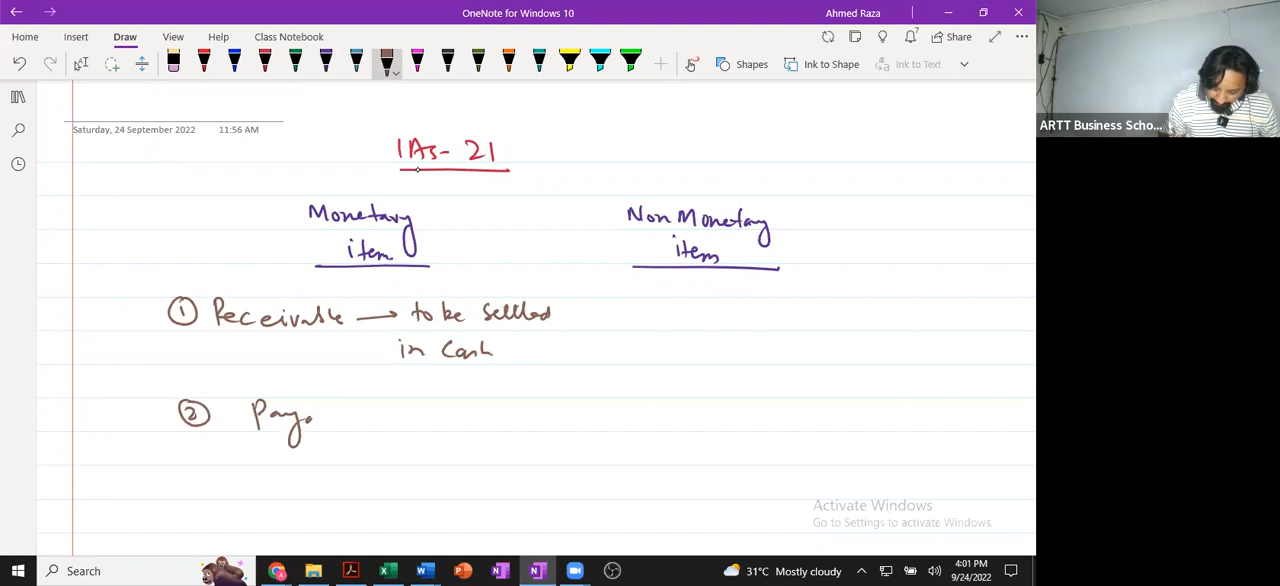 OneNote for Windows 10
Ahmed Raza
Home Insert Draw View Help Class Notebook
Share
Shapes Ink to Shape Ink to Text
Saturday, 24 September 2022 11:56 AM
ARTT Business Scho...
IAS- 21
Monetary item
Non Monetary item
① Receivable → to be settled
in Cash
② Paya
Activate Windows
Go to Settings to activate Windows.
Search
31°C Mostly cloudy
4:01 PM
9/24/2022